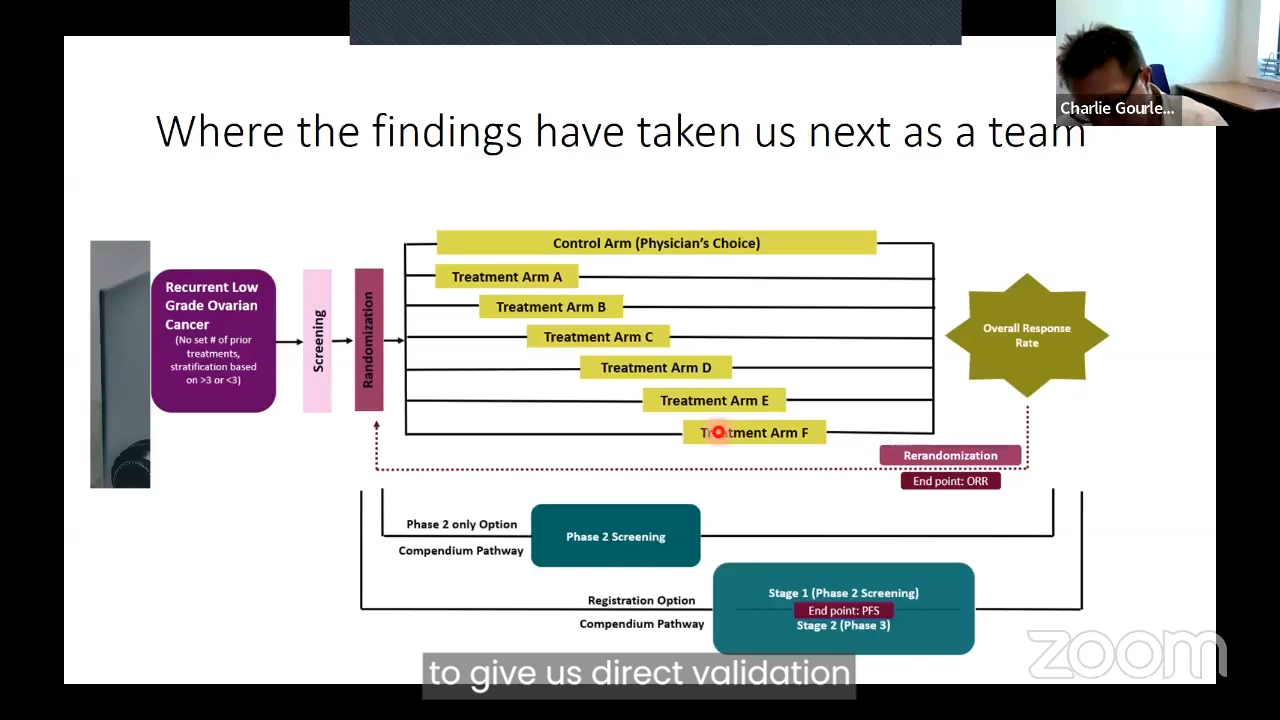 Charlie Gourle...
Where the findings have taken us next as a team
Control Arm (Physician's Choice)
Treatment Arm A
Treatment Arm B
Treatment Arm C
Treatment Arm D
Treatment Arm E
Treatment Arm F
Recurrent Low
Grade Ovarian
Cancer
(No set # of prior
treatments,
stratification based
on >3 or <3)
Screening
Randomization
Overall Response
Rate
Rerandomization
End point: ORR
Phase 2 only Option
Compendium Pathway
Phase 2 Screening
Registration Option
Compendium Pathway
Stage 1 (Phase 2 Screening)
End point: PFS
Stage 2 (Phase 3)
zoom
to give us direct validation